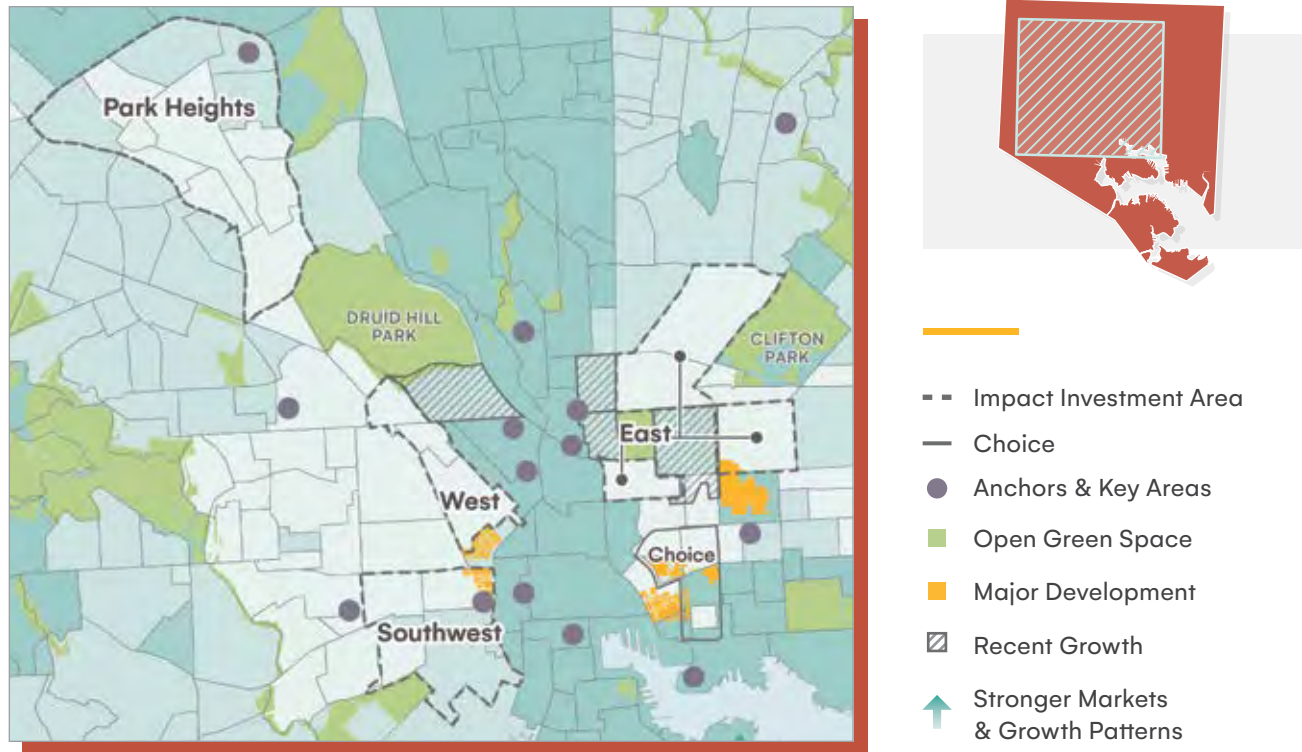 Park Heights
DRUID HILL
PARK
CLIFTON
PARK
East
West
Choice
Southwest
Impact Investment Area
Choice
Anchors & Key Areas
Open Green Space
Major Development
Recent Growth
Stronger Markets
& Growth Patterns